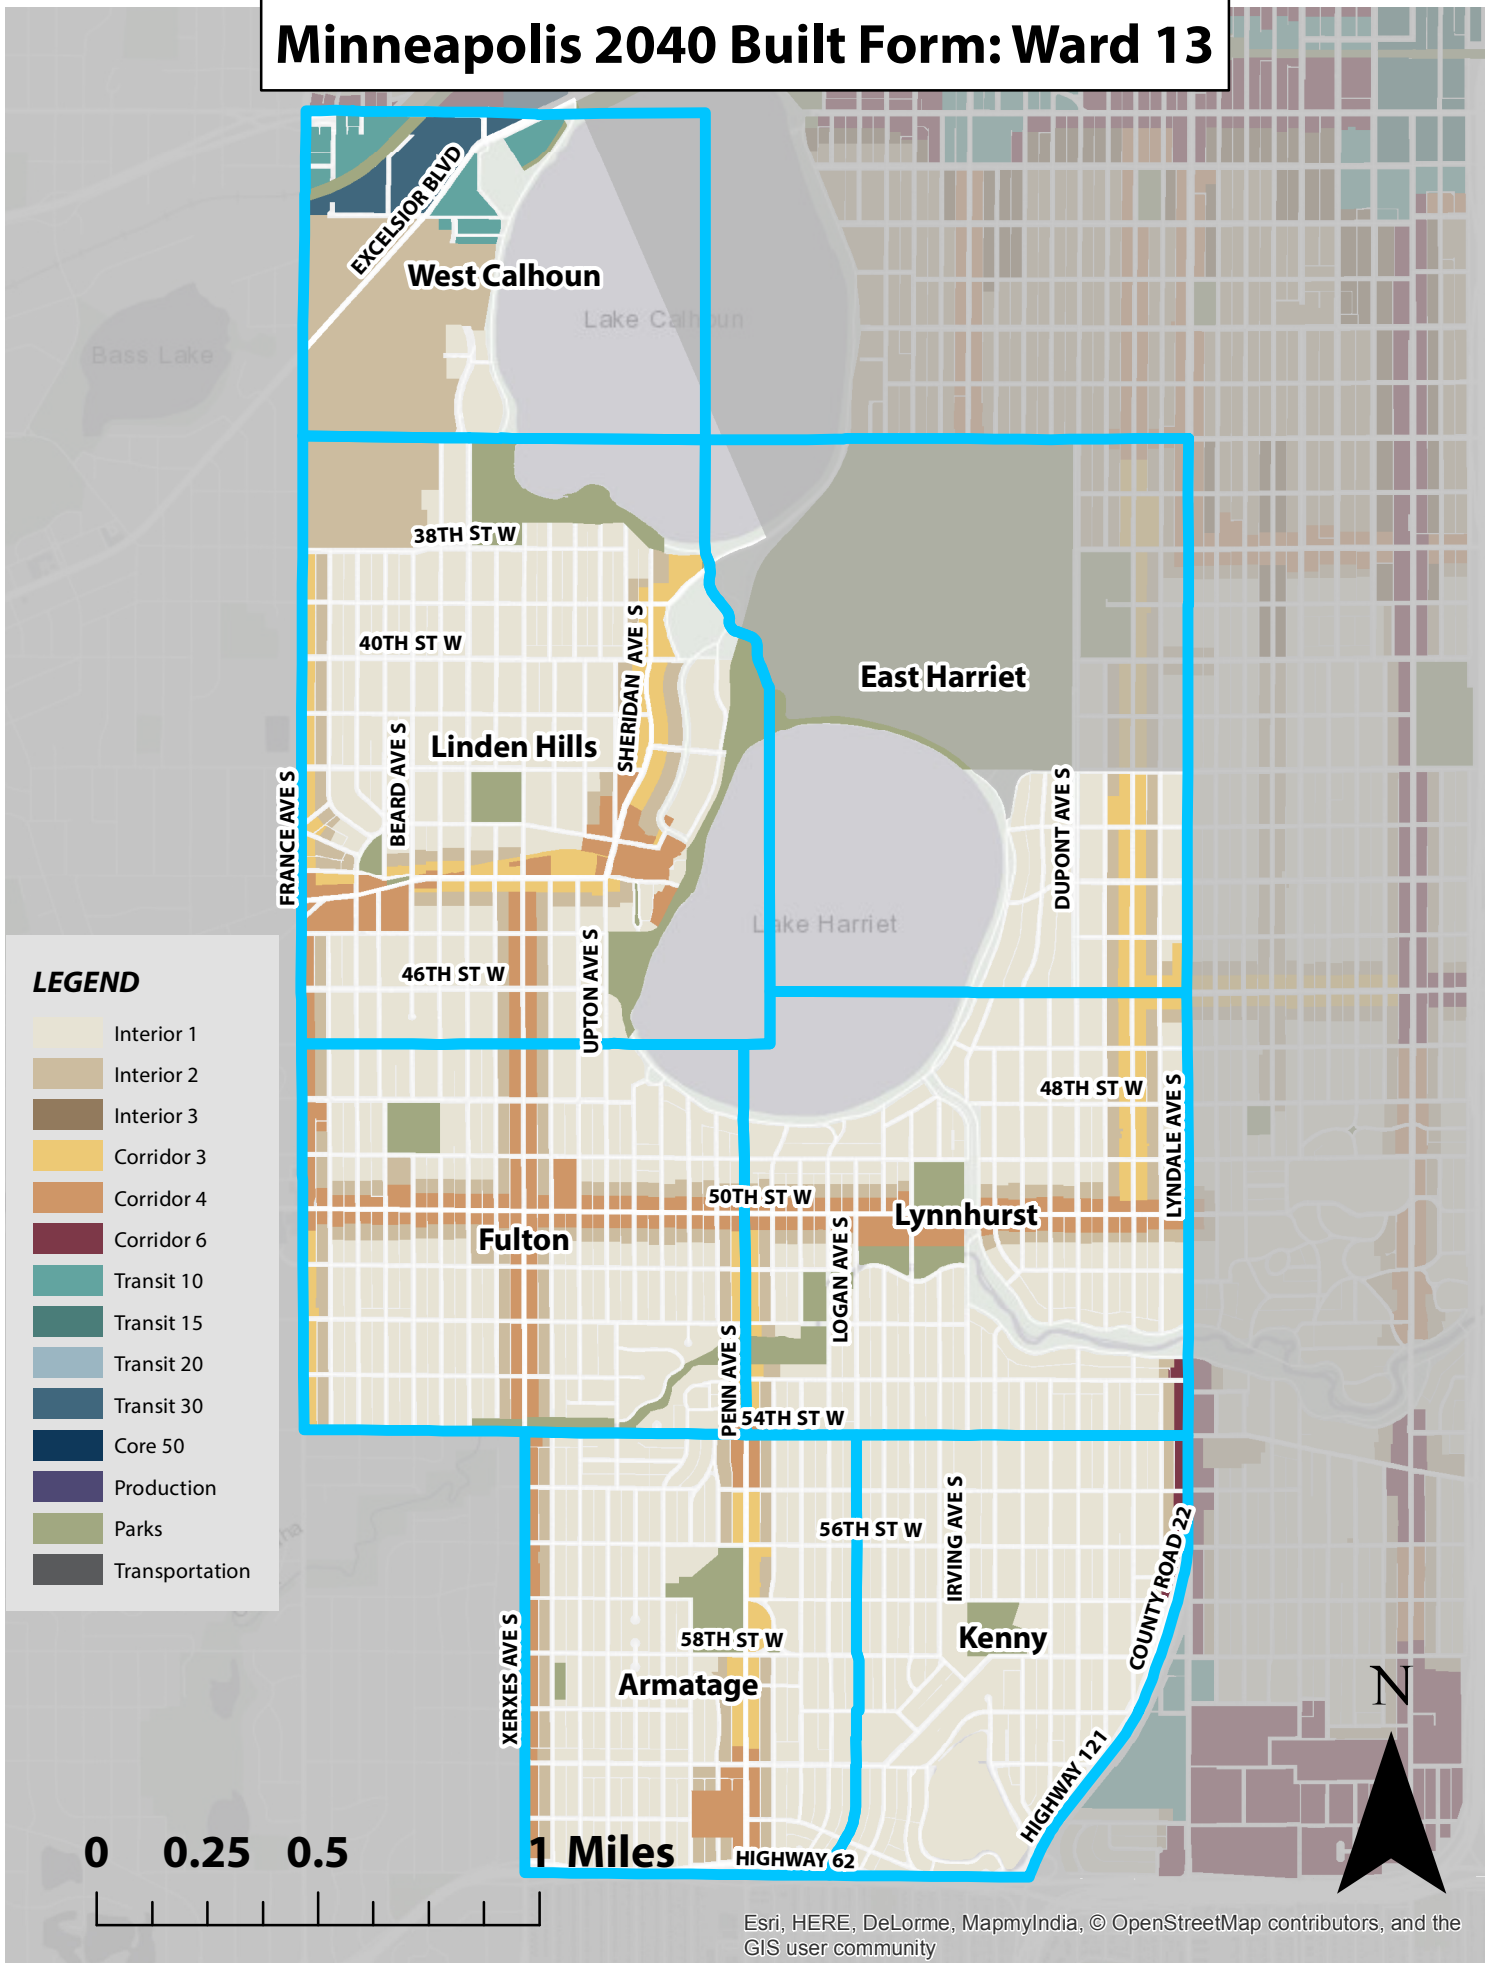 Minneapolis 2040 Built Form: Ward 13
EXCELSIOR BLVD
West Calhoun
Lake Calhoun
Bass Lake
38TH ST W
40TH ST W
SHERIDAN AVE S
East Harriet
BEARD AVE S
Linden Hills
FRANCE AVE S
DUPONT AVE S
Lake Harriet
46TH ST W
UPTON AVE S
48TH ST W
LYNDALE AVE S
50TH ST W
Lynnhurst
Fulton
LOGAN AVE S
PENN AVE S
54TH ST W
LEGEND
Interior 1
Interior 2
Interior 3
Corridor 3
Corridor 4
Corridor 6
Transit 10
Transit 15
Transit 20
Transit 30
Core 50
Production
Parks
Transportation
56TH ST W
IRVING AVE S
COUNTY ROAD 22
58TH ST W
Kenny
XERXES AVE S
Armatage
HIGHWAY 121
HIGHWAY 62
N
0 0.25 0.5 1 Miles
Esri, HERE, DeLorme, MapmyIndia, © OpenStreetMap contributors, and the
GIS user community